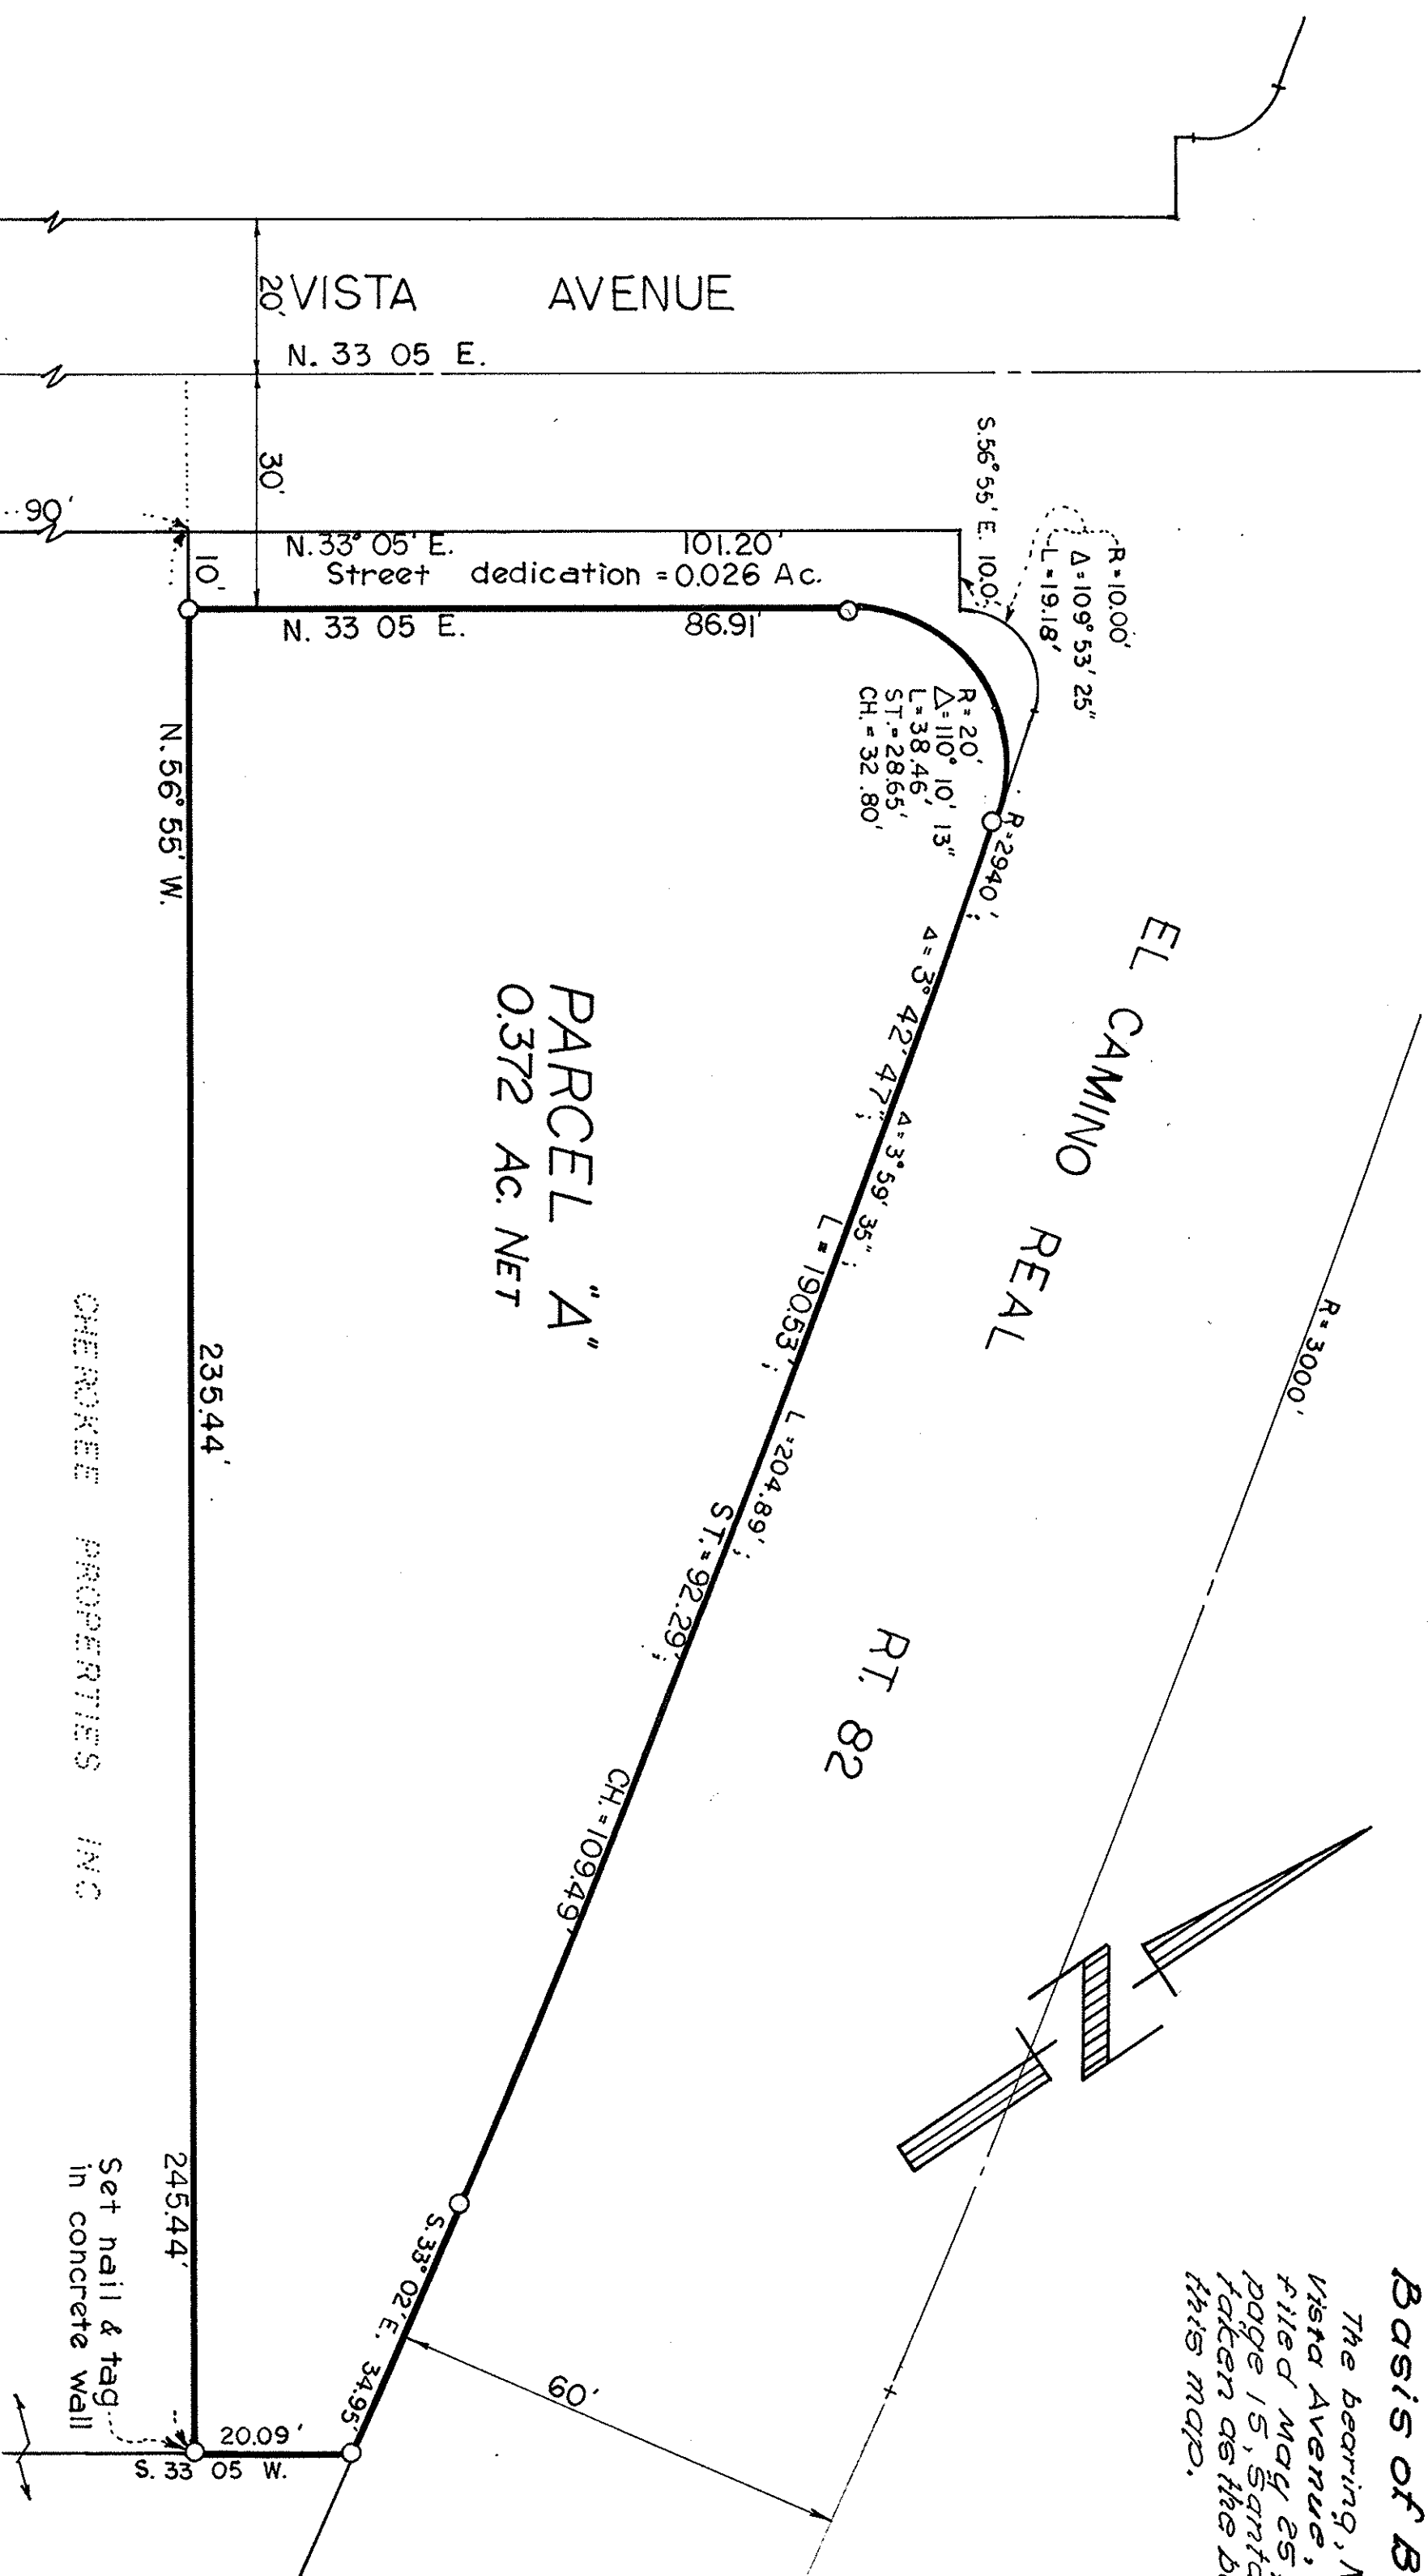 VISTA AVENUE
20'
N. 33 05 E.
30'
90'
S. 56° 55' E. 10.0'
R = 10.00'
Δ = 109° 53' 25"
L = 19.18'
N. 33° 05' E. 101.20'
10'
Street dedication = 0.026 Ac.
N. 33 05 E. 86.91'
R = 20'
Δ = 110° 10' 13"
L = 38.46'
ST. = 28.65'
CH. = 32.80'
N. 56° 55' W.
235.44'
245.44'
R = 2940';
Δ = 3° 42' 47";
Δ = 3° 59' 35";
L = 190.53';
L = 204.89';
ST. = 92.29';
CH. = 109.49'
EL CAMINO REAL
RT. 82
R = 3000'
PARCEL "A"
0.372 AC. NET
CHEROKEE PROPERTIES INC
S. 33° 02' E. 34.95'
60'
20.09'
S. 33 05 W.
Set nail & tag
in concrete wall
N
Basis of B
The bearing, N
Vista Avenue,
filed May 25
page 15, Santa
taken as the b
this map.